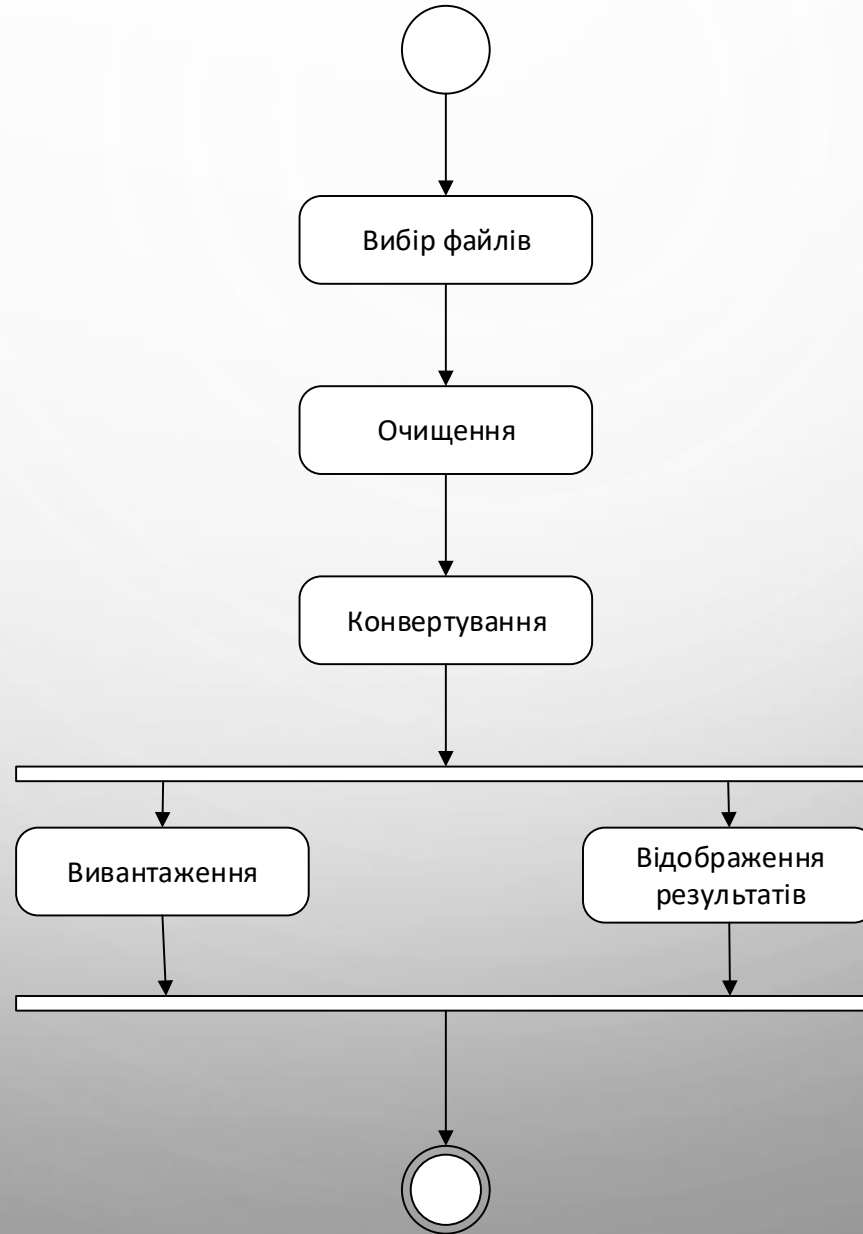 Вибір файлів
Очищення
Конвертування
Вивантаження
Відображення
результатів